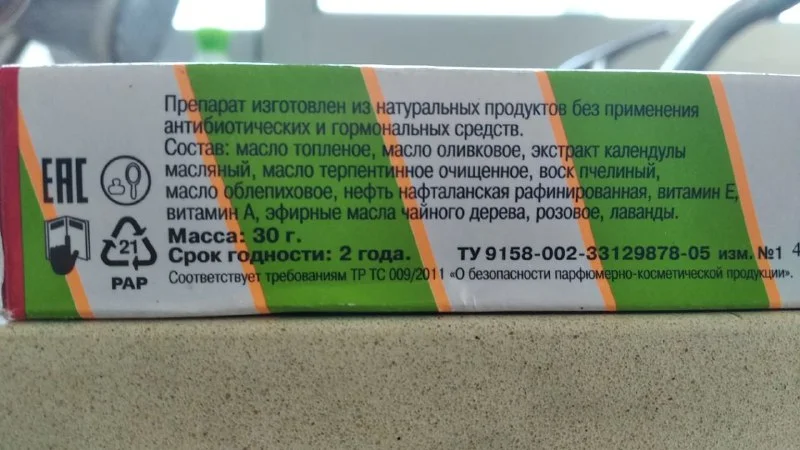 Препарат изготовлен из натуральных продуктов без применения
антибиотических и гормональных средств.
Состав: масло топленое, масло оливковое, экстракт календулы
масляный, масло терпентинное очищенное, воск пчелиный,
масло облепиховое, нефть нафталанская рафинированная, витамин Е,
витамин А, эфирные масла чайного дерева, розовое, лаванды.
Масса: 30 г.
Срок годности: 2 года. ТУ 9158-002-33129878-05 изм. №1 4
Соответствует требованиям ТР ТС 009/2011 «О безопасности парфюмерно-косметической продукции».
ЕАС
21
PAP